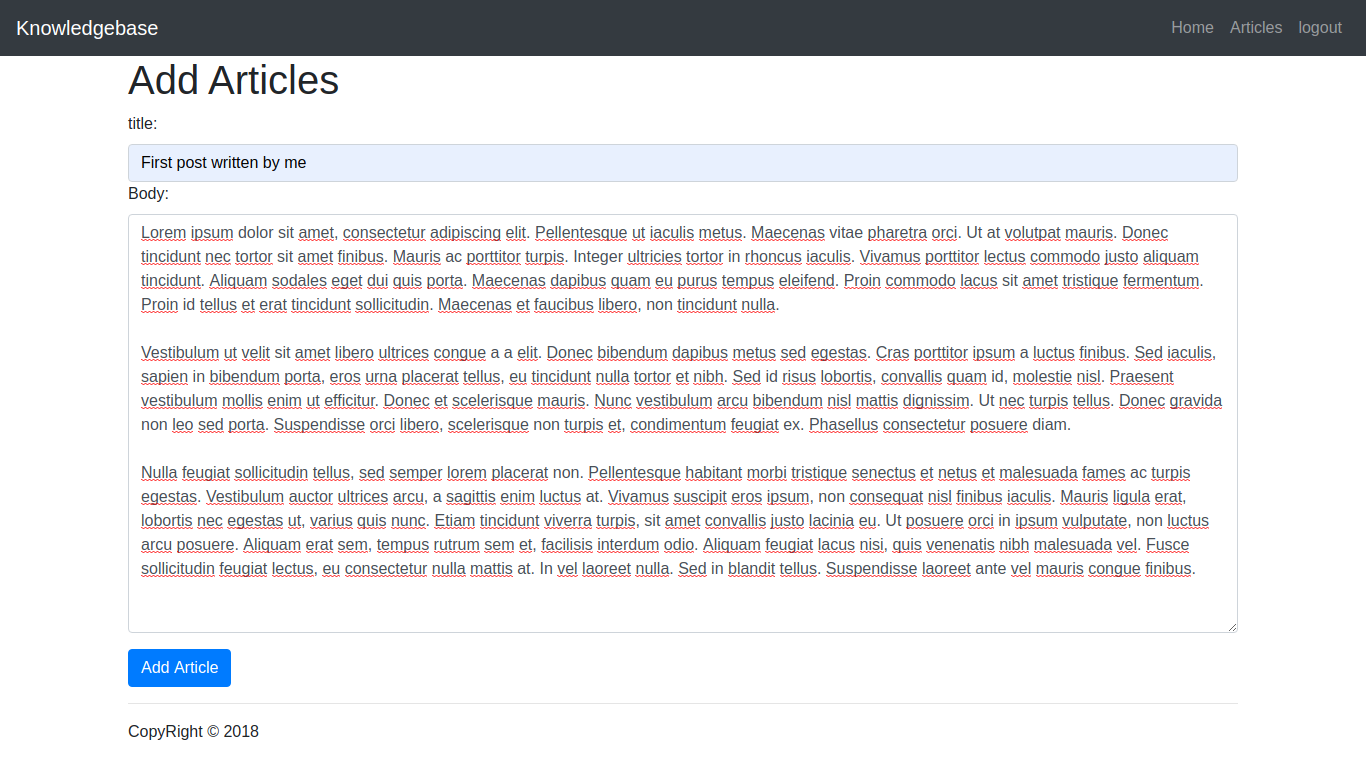 Knowledgebase Home Articles logout
Add Articles
title:
First post written by me
Body:
Lorem ipsum dolor sit amet, consectetur adipiscing elit. Pellentesque ut iaculis metus. Maecenas vitae pharetra orci. Ut at volutpat mauris. Donec
tincidunt nec tortor sit amet finibus. Mauris ac porttitor turpis. Integer ultricies tortor in rhoncus iaculis. Vivamus porttitor lectus commodo justo aliquam
tincidunt. Aliquam sodales eget dui quis porta. Maecenas dapibus quam eu purus tempus eleifend. Proin commodo lacus sit amet tristique fermentum.
Proin id tellus et erat tincidunt sollicitudin. Maecenas et faucibus libero, non tincidunt nulla.
Vestibulum ut velit sit amet libero ultrices congue a a elit. Donec bibendum dapibus metus sed egestas. Cras porttitor ipsum a luctus finibus. Sed iaculis,
sapien in bibendum porta, eros urna placerat tellus, eu tincidunt nulla tortor et nibh. Sed id risus lobortis, convallis quam id, molestie nisl. Praesent
vestibulum mollis enim ut efficitur. Donec et scelerisque mauris. Nunc vestibulum arcu bibendum nisl mattis dignissim. Ut nec turpis tellus. Donec gravida
non leo sed porta. Suspendisse orci libero, scelerisque non turpis et, condimentum feugiat ex. Phasellus consectetur posuere diam.
Nulla feugiat sollicitudin tellus, sed semper lorem placerat non. Pellentesque habitant morbi tristique senectus et netus et malesuada fames ac turpis
egestas. Vestibulum auctor ultrices arcu, a sagittis enim luctus at. Vivamus suscipit eros ipsum, non consequat nisl finibus iaculis. Mauris ligula erat,
lobortis nec egestas ut, varius quis nunc. Etiam tincidunt viverra turpis, sit amet convallis justo lacinia eu. Ut posuere orci in ipsum vulputate, non luctus
arcu posuere. Aliquam erat sem, tempus rutrum sem et, facilisis interdum odio. Aliquam feugiat lacus nisi, quis venenatis nibh malesuada vel. Fusce
sollicitudin feugiat lectus, eu consectetur nulla mattis at. In vel laoreet nulla. Sed in blandit tellus. Suspendisse laoreet ante vel mauris congue finibus.
Add Article
CopyRight © 2018